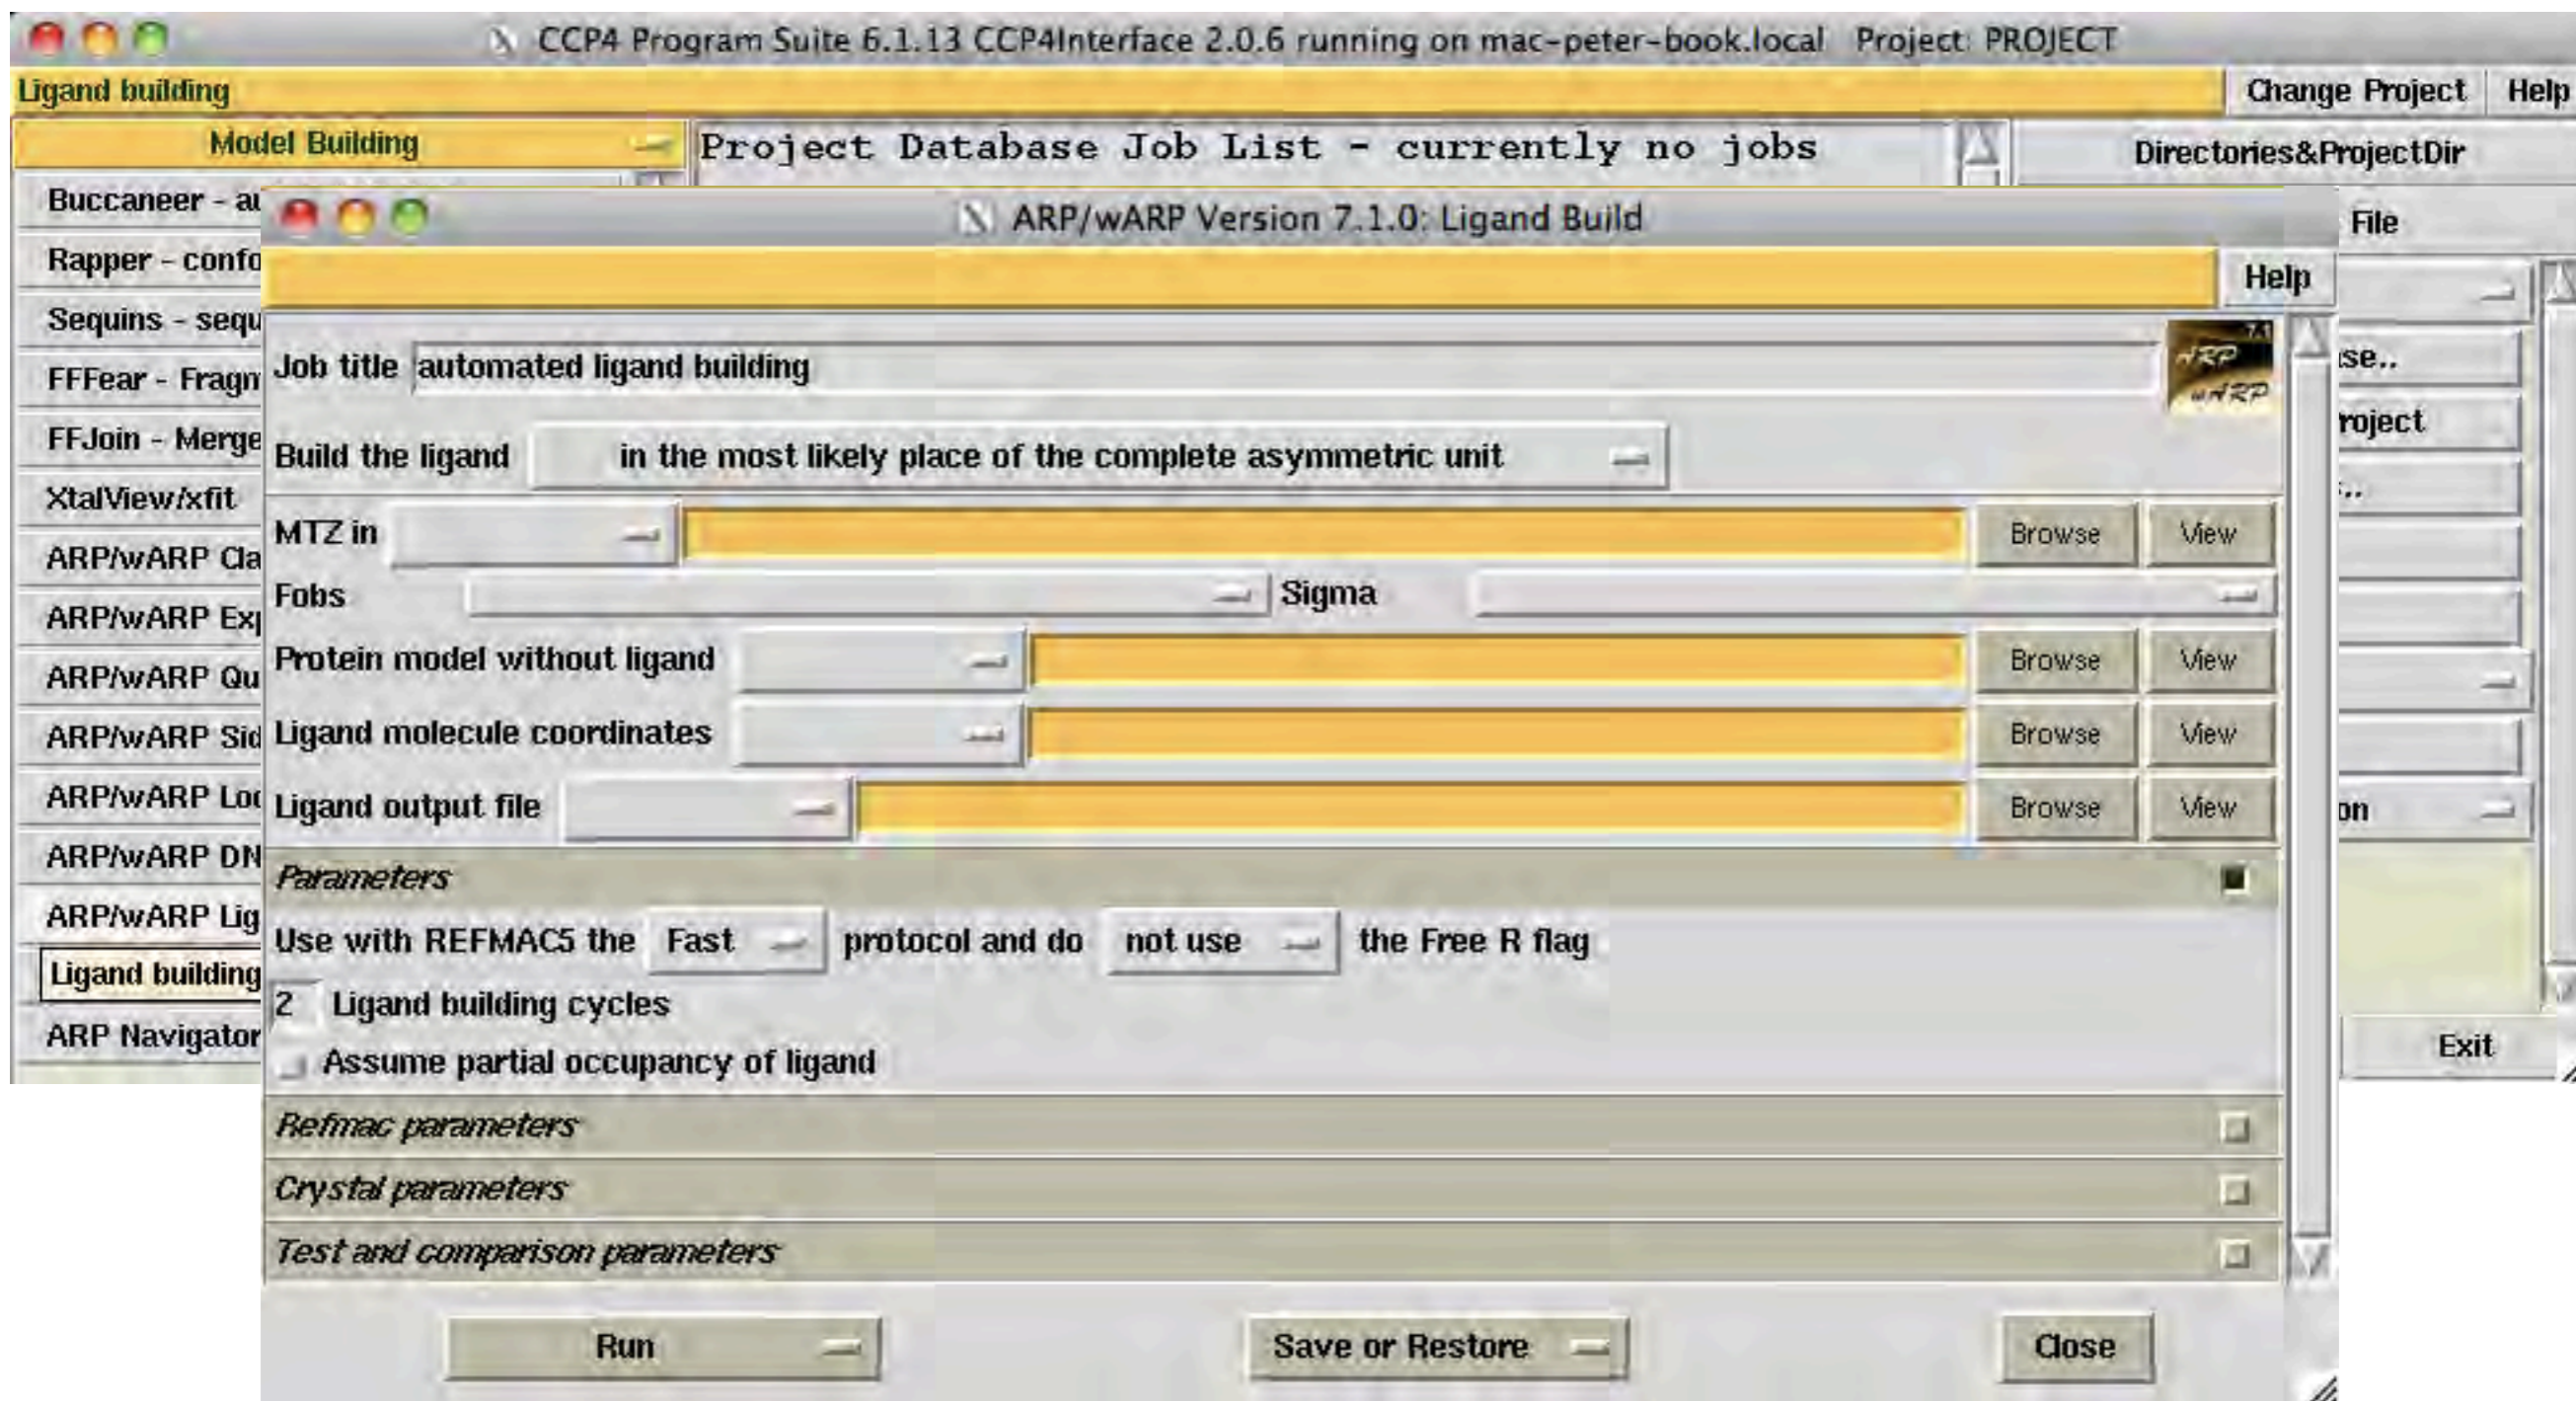 CCP4 Program Suite 6.1.13 CCP4Interface 2.0.6 running on mac-peter-book.local Project: PROJECT
Ligand building
Change Project
Help
Model Building
Project Database Job List - currently no jobs
Directories&ProjectDir
Buccaneer - au
Rapper - confo
Sequins - sequ
FFFear - Fragm
FFJoin - Merge
XtalView/xfit
ARP/wARP Cla
ARP/wARP Exp
ARP/wARP Qu
ARP/wARP Sid
ARP/wARP Loo
ARP/wARP DN
ARP/wARP Lig
Ligand building
ARP Navigator
File
se..
roject
on
Exit
ARP/wARP Version 7.1.0: Ligand Build
Help
Job title automated ligand building
ARP
wARP
Build the ligand in the most likely place of the complete asymmetric unit
MTZ in Browse View
Fobs Sigma
Protein model without ligand Browse View
Ligand molecule coordinates Browse View
Ligand output file Browse View
Parameters
Use with REFMAC5 the Fast protocol and do not use the Free R flag
2 Ligand building cycles
Assume partial occupancy of ligand
Refmac parameters
Crystal parameters
Test and comparison parameters
Run Save or Restore Close